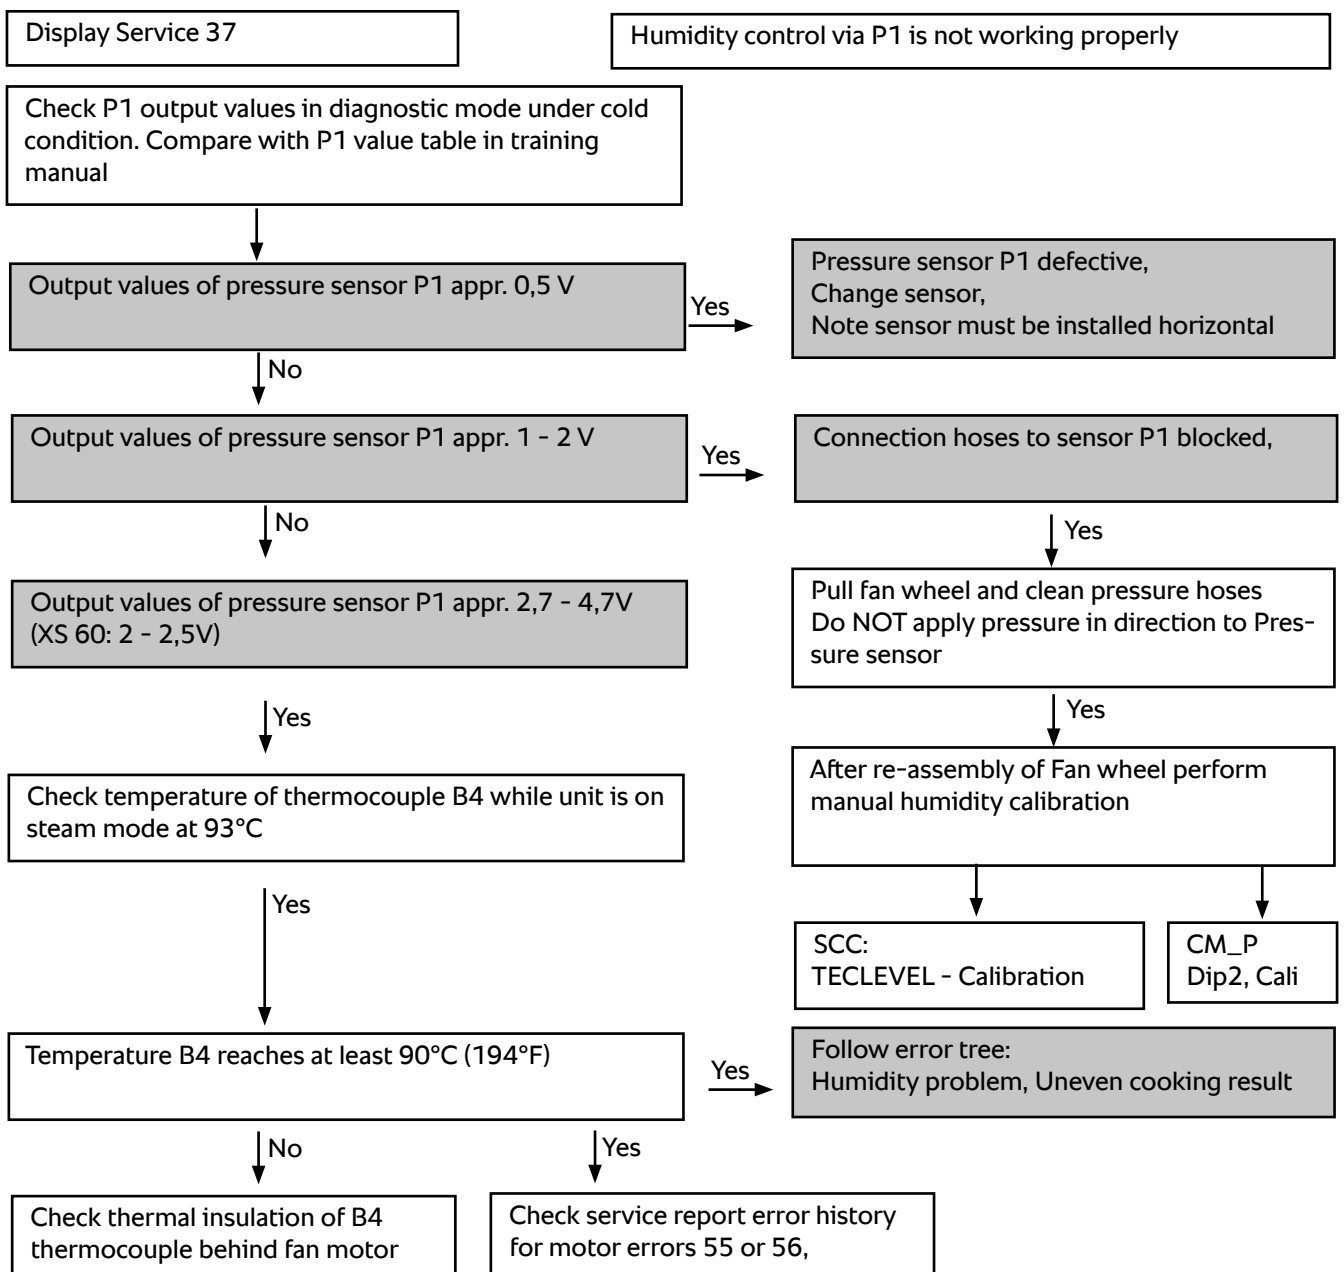 Display Service 37
Humidity control via P1 is not working properly
Check P1 output values in diagnostic mode under cold
condition. Compare with P1 value table in training
manual
Output values of pressure sensor P1 appr. 0,5 V
Yes
Pressure sensor P1 defective,
Change sensor,
Note sensor must be installed horizontal
No
Output values of pressure sensor P1 appr. 1 - 2 V
Yes
Connection hoses to sensor P1 blocked,
No
Yes
Output values of pressure sensor P1 appr. 2,7 - 4,7V
(XS 60: 2 - 2,5V)
Pull fan wheel and clean pressure hoses
Do NOT apply pressure in direction to Pres-
sure sensor
Yes
Yes
Check temperature of thermocouple B4 while unit is on
steam mode at 93°C
After re-assembly of Fan wheel perform
manual humidity calibration
Yes
SCC:
TECLEVEL - Calibration
CM_P
Dip2, Cali
Temperature B4 reaches at least 90°C (194°F)
Yes
Follow error tree:
Humidity problem, Uneven cooking result
No
Yes
Check thermal insulation of B4
thermocouple behind fan motor
Check service report error history
for motor errors 55 or 56,